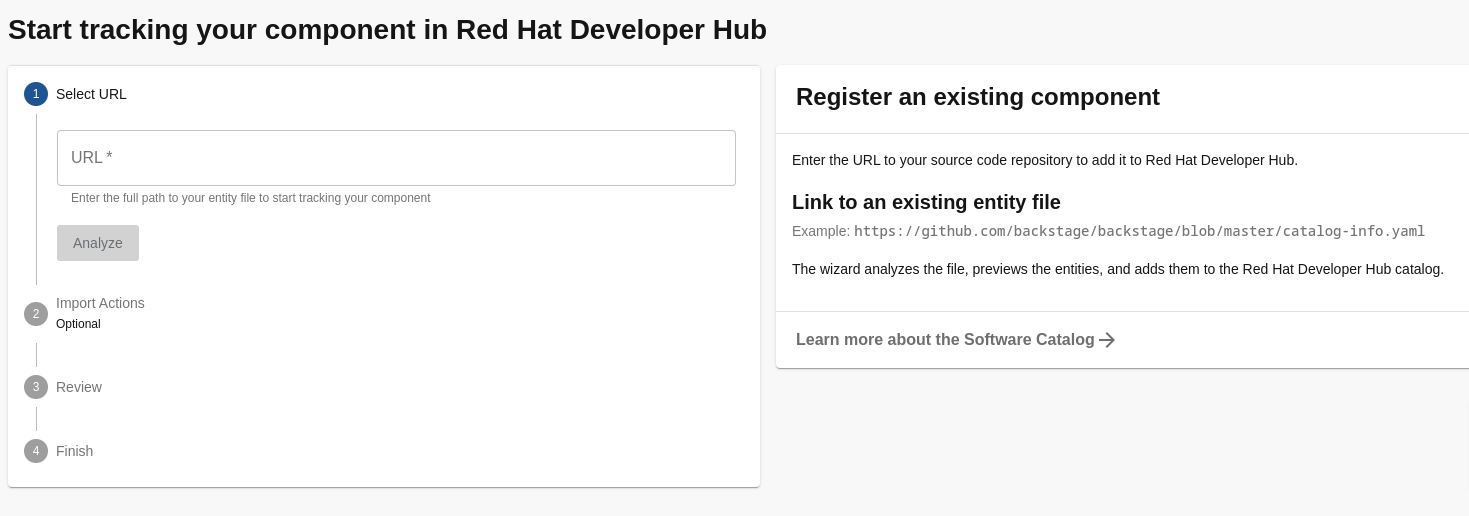 Start tracking your component in Red Hat Developer Hub
1
Select URL
URL *
Enter the full path to your entity file to start tracking your component
Analyze
2
Import Actions
Optional
3
Review
4
Finish
Register an existing component
Enter the URL to your source code repository to add it to Red Hat Developer Hub.
Link to an existing entity file
Example: https://github.com/backstage/backstage/blob/master/catalog-info.yaml
The wizard analyzes the file, previews the entities, and adds them to the Red Hat Developer Hub catalog.
Learn more about the Software Catalog